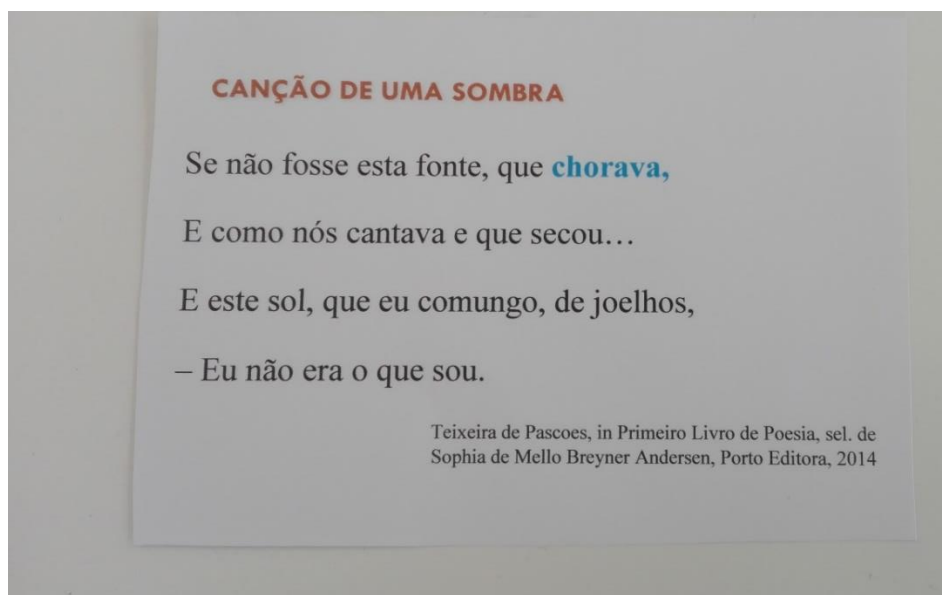 CANÇÃO DE UMA SOMBRA
Se não fosse esta fonte, que chorava,
E como nós cantava e que secou…
E este sol, que eu comungo, de joelhos,
– Eu não era o que sou.
Teixeira de Pascoes, in Primeiro Livro de Poesia, sel. de
Sophia de Mello Breyner Andersen, Porto Editora, 2014